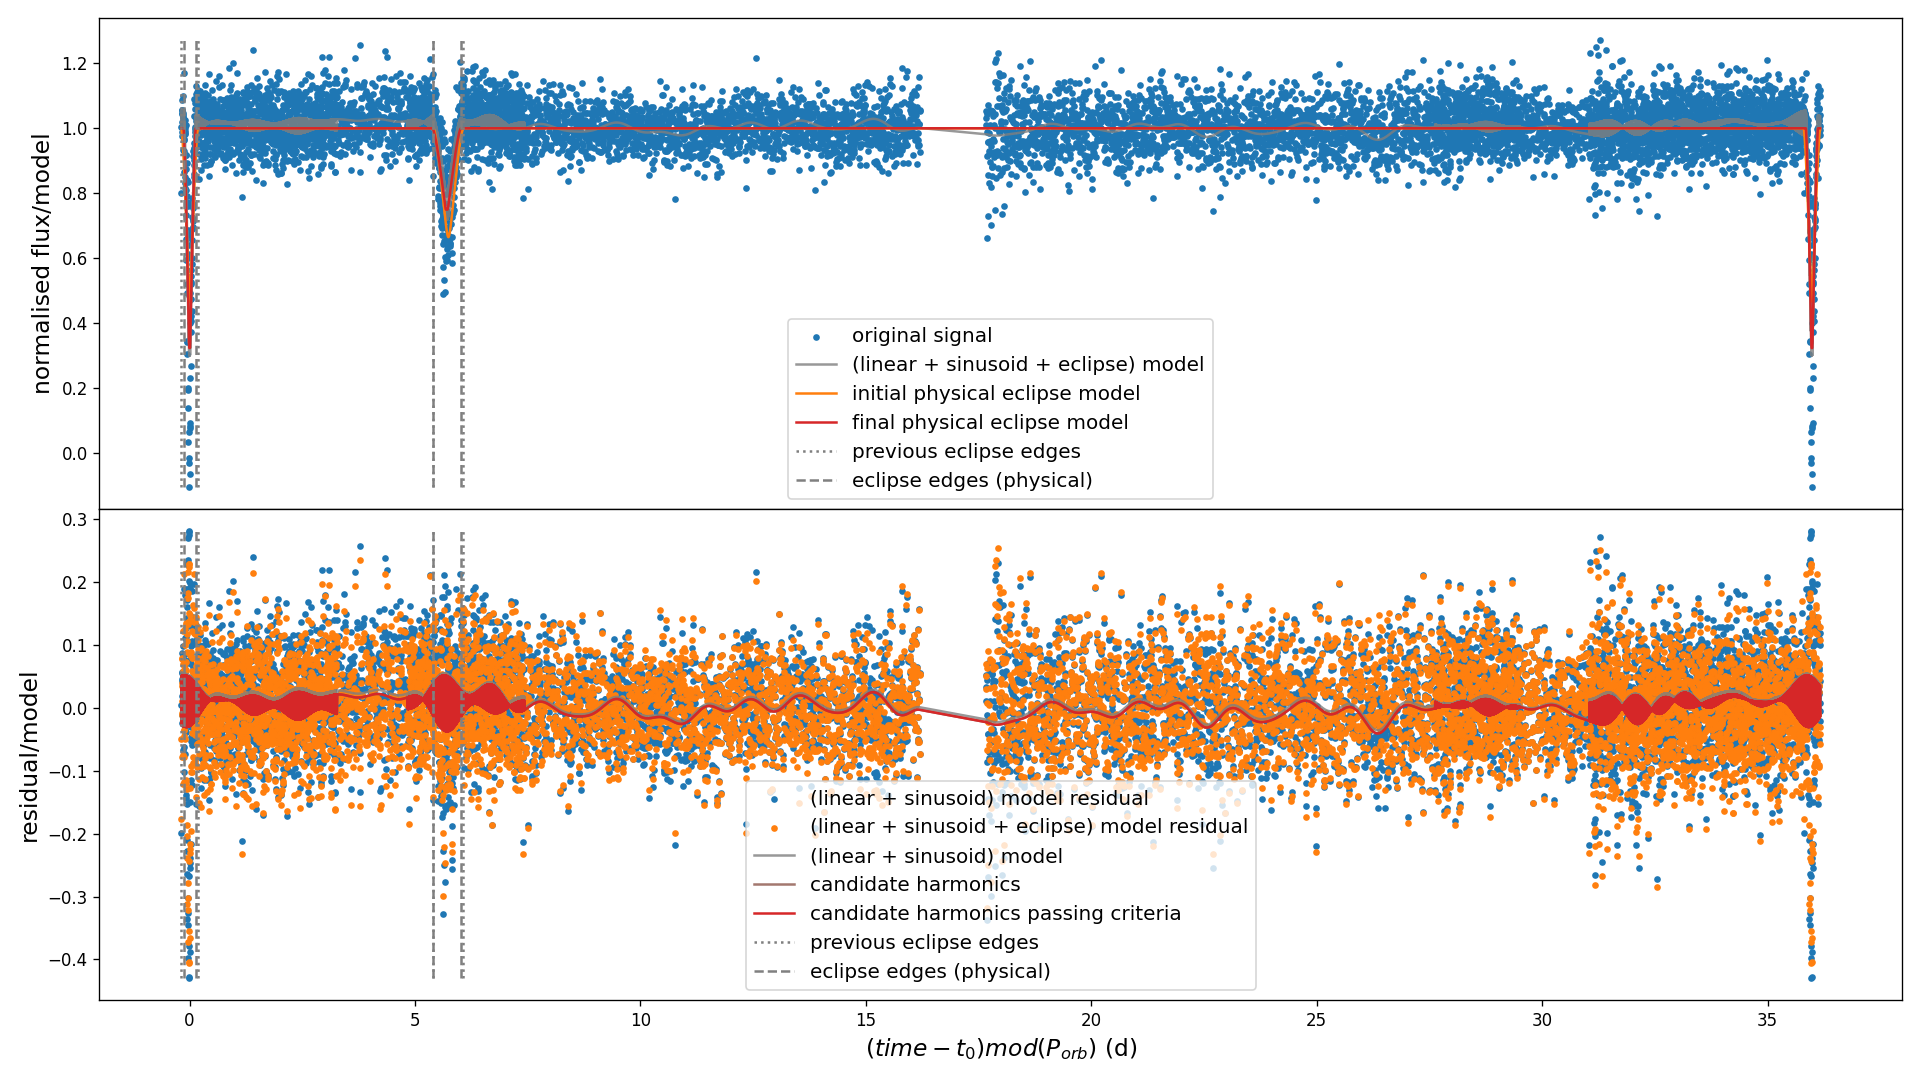 normalised flux/model
1.2
1.0
0.8
0.6
0.4
0.2
0.0
original signal
(linear + sinusoid + eclipse) model
initial physical eclipse model
final physical eclipse model
previous eclipse edges
eclipse edges (physical)
residual/model
0.3
0.2
0.1
0.0
−0.1
−0.2
−0.3
−0.4
(linear + sinusoid) model residual
(linear + sinusoid + eclipse) model residual
(linear + sinusoid) model
candidate harmonics
candidate harmonics passing criteria
previous eclipse edges
eclipse edges (physical)
0 5 10 15 20 25 30 35
(time − t₀)mod(P_orb) (d)